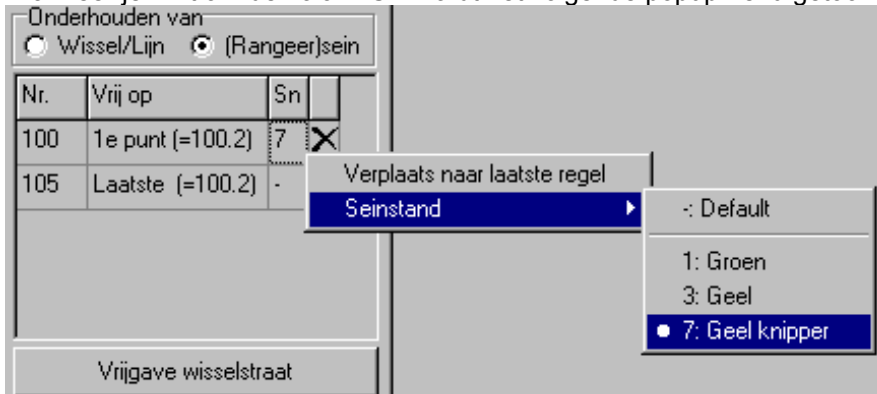 Onderhouden van
Wissel/Lijn (Rangeer)sein
Nr. Vrij op Sn
100 1e punt (=100.2) 7
105 Laatste (=100.2) -
Verplaats naar laatste regel
Seinstand
-: Default
1: Groen
3: Geel
7: Geel knipper
Vrijgave wisselstraat